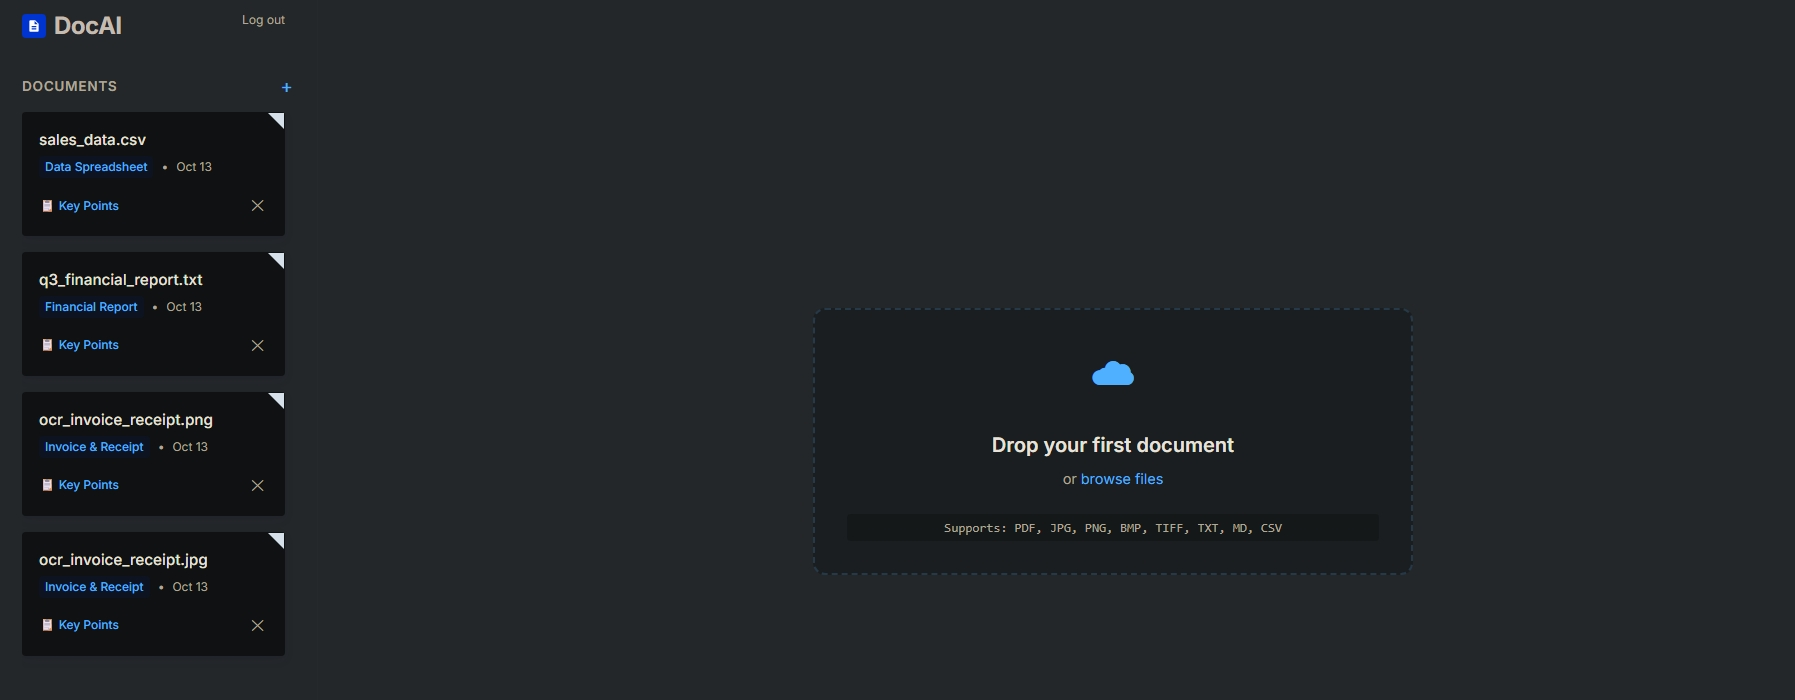 DocAI
Log out
DOCUMENTS
+
sales_data.csv
Data Spreadsheet • Oct 13
Key Points
q3_financial_report.txt
Financial Report • Oct 13
Key Points
ocr_invoice_receipt.png
Invoice & Receipt • Oct 13
Key Points
ocr_invoice_receipt.jpg
Invoice & Receipt • Oct 13
Key Points
Drop your first document
or browse files
Supports: PDF, JPG, PNG, BMP, TIFF, TXT, MD, CSV